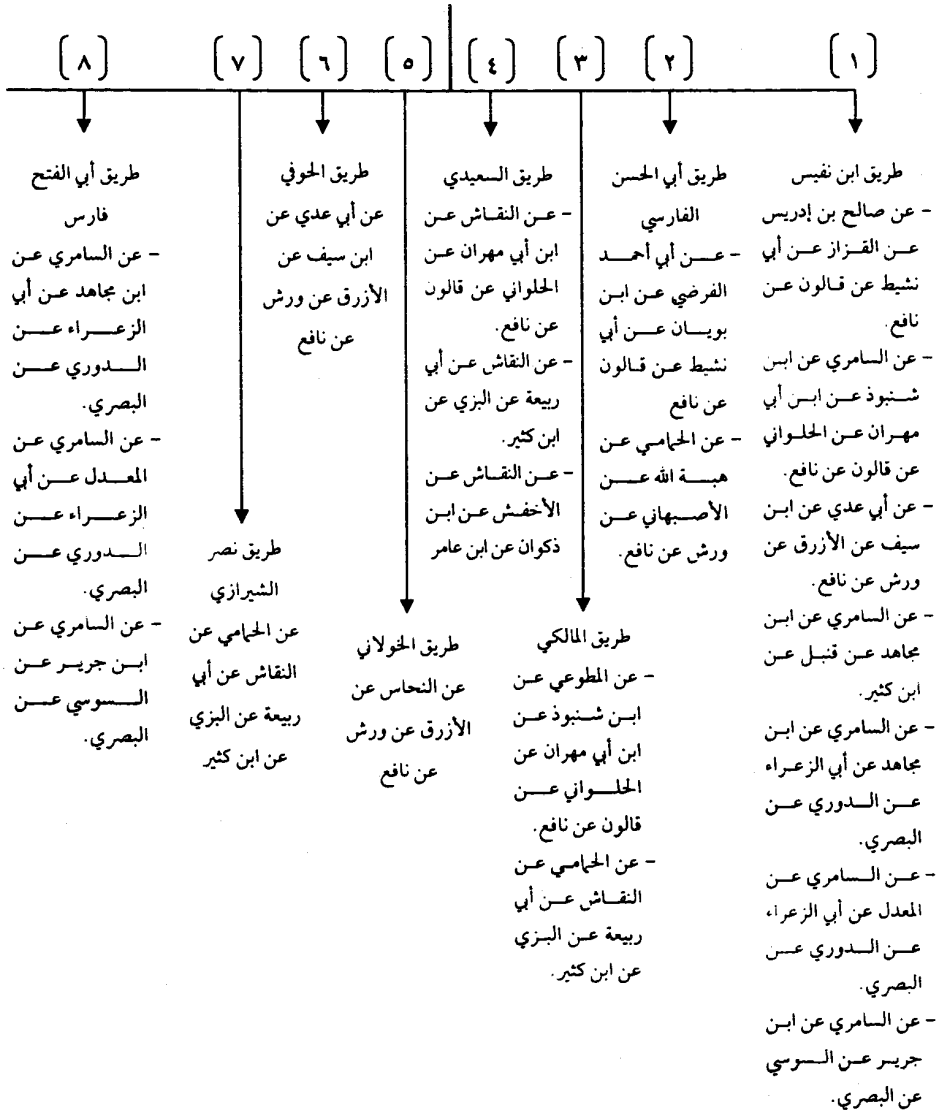 [١] [٢] [٣] [٤] [٥] [٦] [٧] [٨]
طريق ابن نفيس
- عن صالح بن إدريس
عن القزاز عن أبي
نشيط عن قالون عن
نافع.
- عن السامري عن ابن
شنبوذ عن ابن أبي
مهران عن الحلواني
عن قالون عن نافع.
- عن أبي عدي عن ابن
سيف عن الأزرق عن
ورش عن نافع.
- عن السامري عن ابن
مجاهد عن قنبل عن
ابن كثير.
- عن السامري عن ابن
مجاهد عن أبي الزعراء
عن الدوري عن
البصري.
- عن السامري عن
المعدل عن أبي الزعراء
عن الدوري عن
البصري.
- عن السامري عن ابن
جرير عن السوسي
عن البصري.
طريق أبي الحسن
الفارسي
- عن أبي أحمد
الفرضي عن ابن
بويان عن أبي
نشيط عن قالون
عن نافع
- عن الحمامي عن
هبة الله عن
الأصبهاني عن
ورش عن نافع.
طريق المالكي
- عن المطوعي عن
ابن شنبوذ عن
ابن أبي مهران عن
الحلواني عن
قالون عن نافع.
- عن الحمامي عن
النقاش عن أبي
ربيعة عن البزي
عن ابن كثير.
طريق السعيدي
- عن النقاش عن
ابن أبي مهران عن
الحلواني عن قالون
عن نافع.
- عن النقاش عن أبي
ربيعة عن البزي عن
ابن كثير.
- عن النقاش عن
الأخفش عن ابن
ذكوان عن ابن عامر
طريق الخولاني
عن النحاس عن
الأزرق عن ورش
عن نافع
طريق الحوفي
عن أبي عدي عن
ابن سيف عن
الأزرق عن ورش
عن نافع
طريق نصر
الشيرازي
عن الحمامي عن
النقاش عن أبي
ربيعة عن البزي
عن ابن كثير
طريق أبي الفتح
فارس
- عن السامري عن
ابن مجاهد عن أبي
الزعراء عن
الدوري عن
البصري.
- عن السامري عن
المعدل عن أبي
الزعراء عن
الدوري عن
البصري.
- عن السامري عن
ابن جرير عن
السوسي عن
البصري.